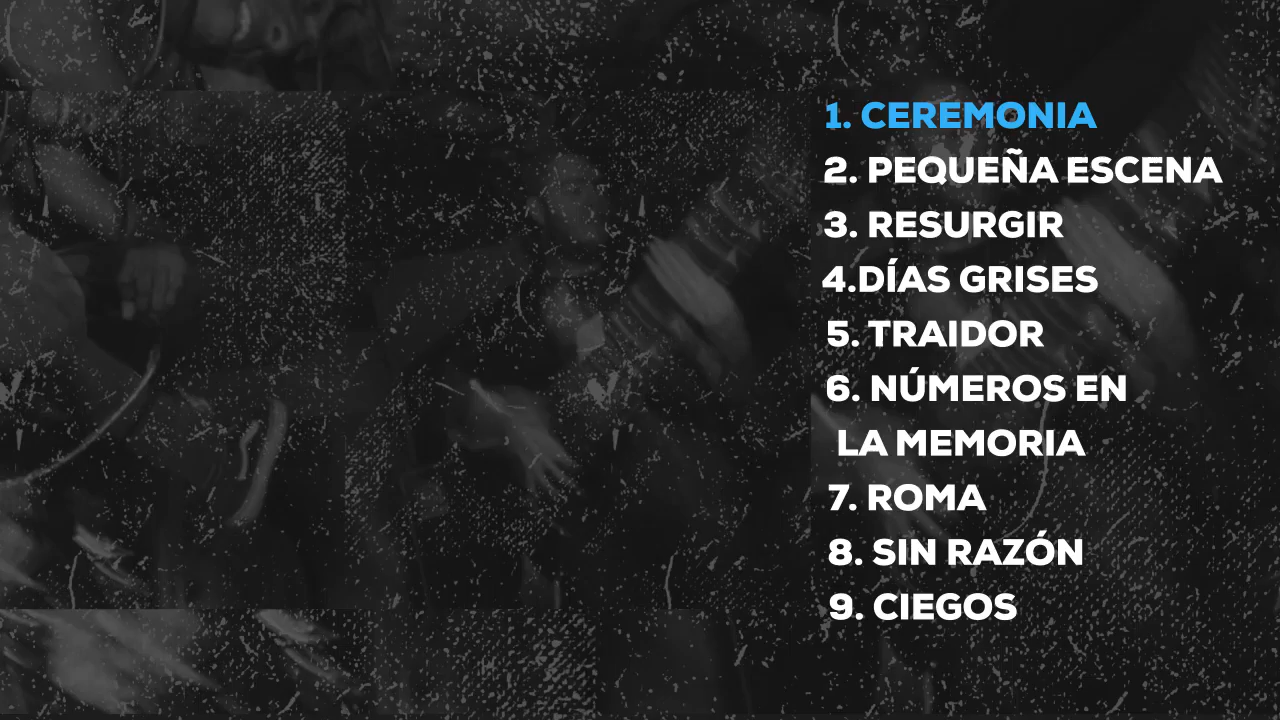 1. CEREMONIA
2. PEQUEÑA ESCENA
3. RESURGIR
4.DÍAS GRISES
5. TRAIDOR
6. NÚMEROS EN
LA MEMORIA
7. ROMA
8. SIN RAZÓN
9. CIEGOS